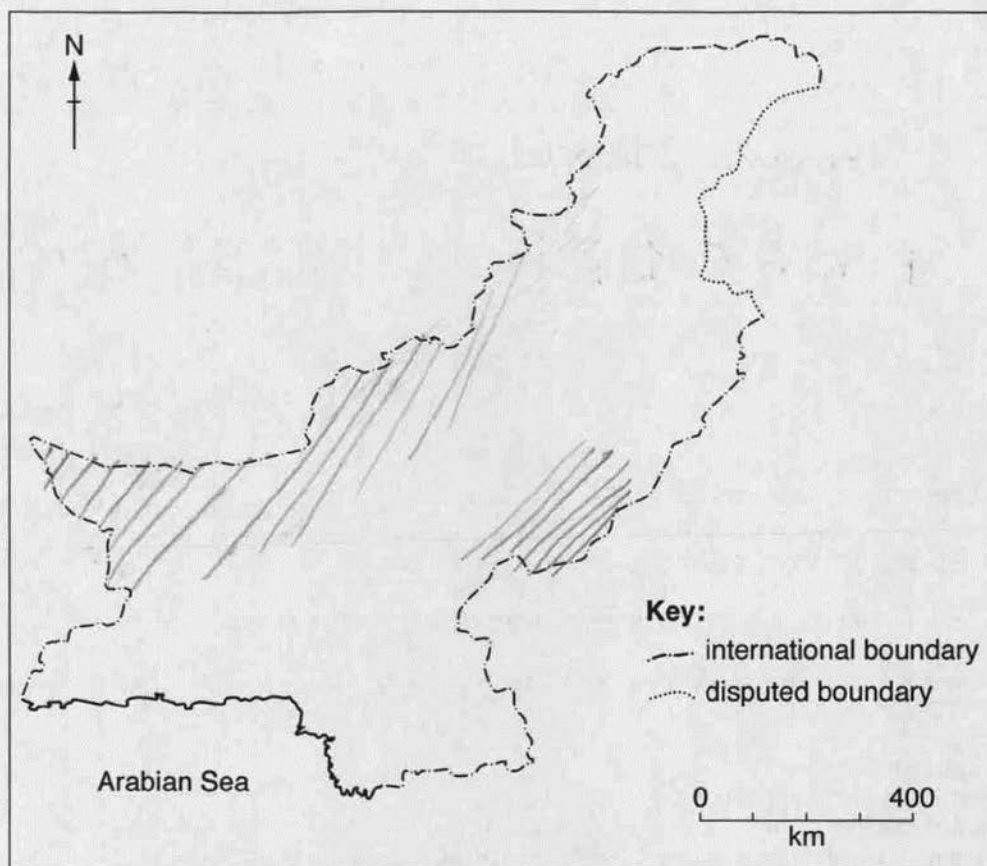 N
Key:
international boundary
disputed boundary
Arabian Sea
0 400
km